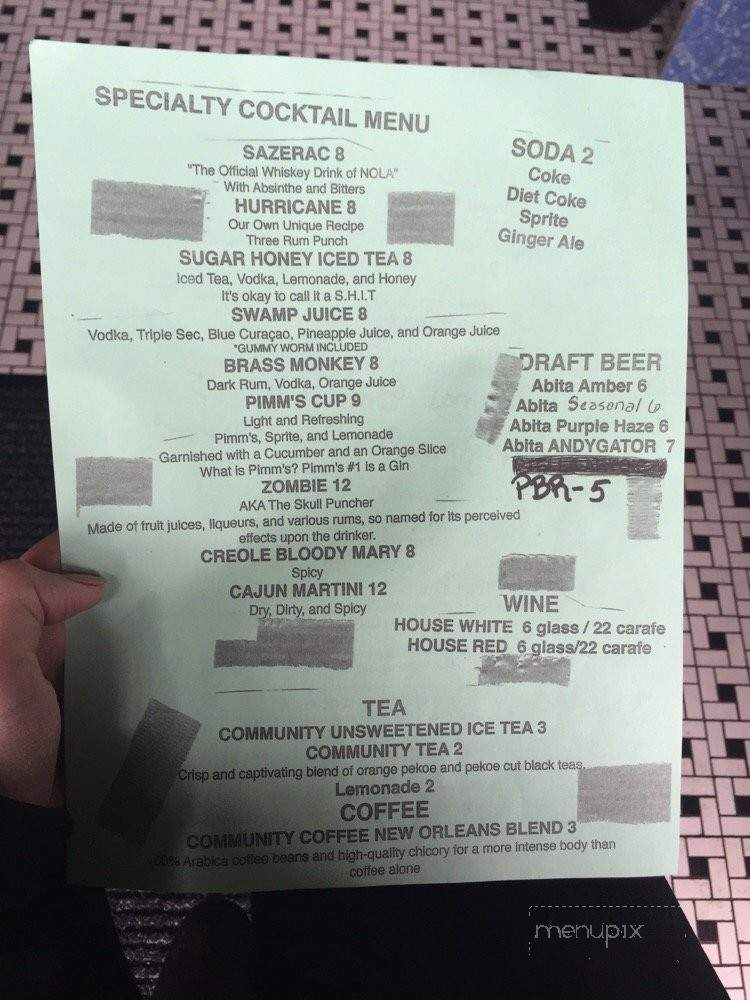 SPECIALTY COCKTAIL MENU
SAZERAC 8
"The Official Whiskey Drink of NOLA"
With Absinthe and Bitters
HURRICANE 8
Our Own Unique Recipe
Three Rum Punch
SUGAR HONEY ICED TEA 8
Iced Tea, Vodka, Lemonade, and Honey
It's okay to call it a S.H.I.T
SWAMP JUICE 8
Vodka, Triple Sec, Blue Curaçao, Pineapple Juice, and Orange Juice
*GUMMY WORM INCLUDED
BRASS MONKEY 8
Dark Rum, Vodka, Orange Juice
PIMM'S CUP 9
Light and Refreshing
Pimm's, Sprite, and Lemonade
Garnished with a Cucumber and an Orange Slice
What is Pimm's? Pimm's #1 is a Gin
ZOMBIE 12
AKA The Skull Puncher
Made of fruit juices, liqueurs, and various rums, so named for its perceived
effects upon the drinker.
CREOLE BLOODY MARY 8
Spicy
CAJUN MARTINI 12
Dry, Dirty, and Spicy
SODA 2
Coke
Diet Coke
Sprite
Ginger Ale
DRAFT BEER
Abita Amber 6
Abita Seasonal 6
Abita Purple Haze 6
Abita ANDYGATOR 7
PBR-5
WINE
HOUSE WHITE 6 glass / 22 carafe
HOUSE RED 6 glass/22 carafe
TEA
COMMUNITY UNSWEETENED ICE TEA 3
COMMUNITY TEA 2
Crisp and captivating blend of orange pekoe and pekoe cut black teas.
Lemonade 2
COFFEE
COMMUNITY COFFEE NEW ORLEANS BLEND 3
Arabica coffee beans and high-quality chicory for a more intense body than
coffee alone
menupix